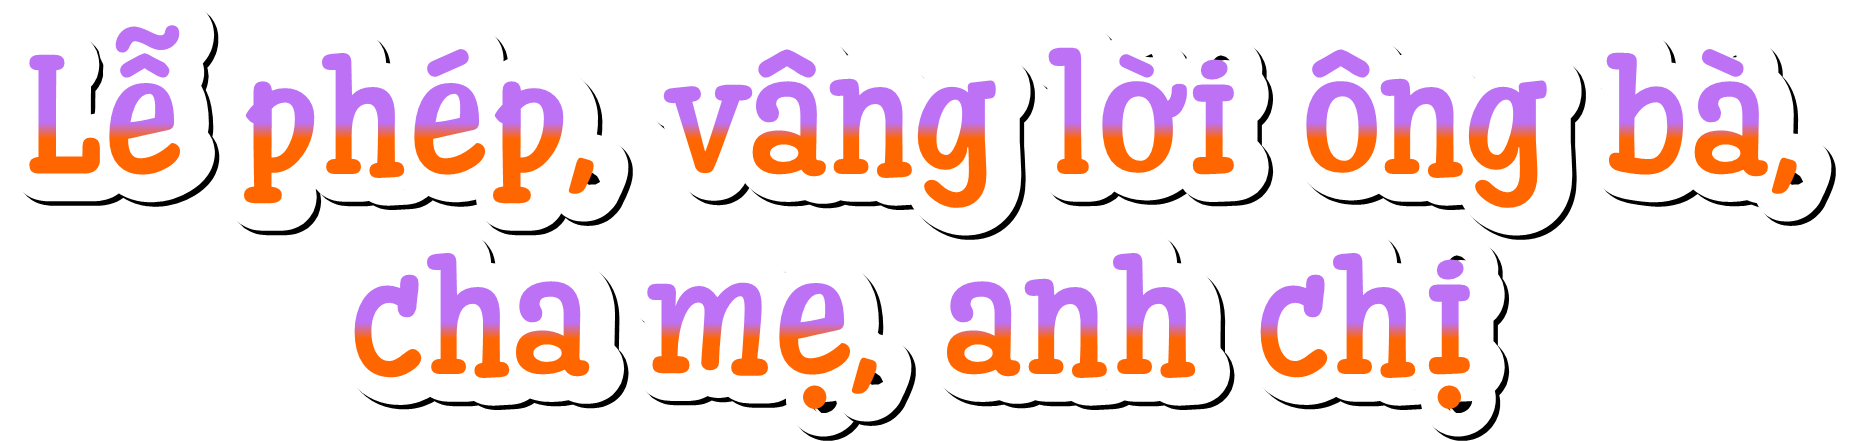 Lễ phép, vâng lời ông bà,
cha mẹ, anh chị